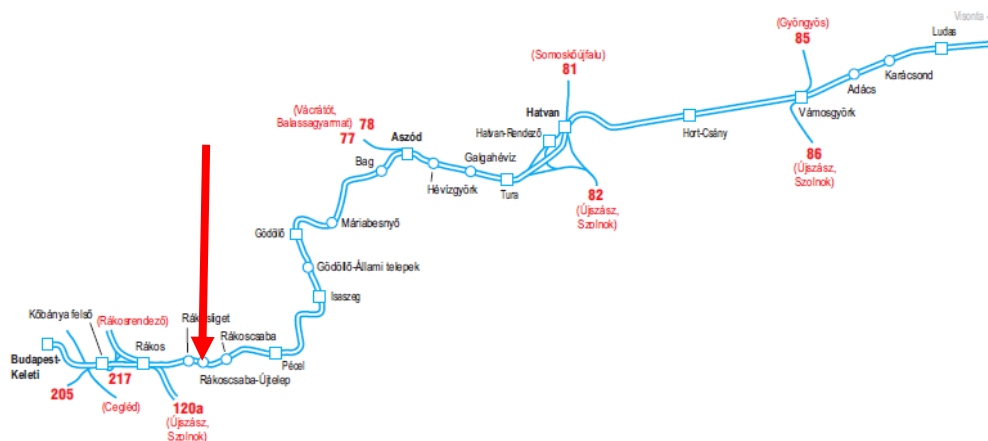 Visonta -
Ludas
(Gyöngyös)
85
Karácsond
Adács
Vámosgyörk
86
(Újszász,
Szolnok)
(Somoskőújfalu)
81
Hatvan
Hatvan-Rendező
Hort-Csány
(Vácrátót,
Balassagyarmat)
78
77
Aszód
Bag
Galgahévíz
Hévízgyörk
Tura
82
(Újszász,
Szolnok)
Máriabesnyő
Gödöllő
Gödöllő-Állami telepek
Isaszeg
Kőbánya felső
(Rákosrendező)
Rákos
Rákoscsaba
Pécel
Rákoscsaba-Újtelep
Budapest-
Keleti
205
217
(Cegléd)
120a
(Újszász,
Szolnok)